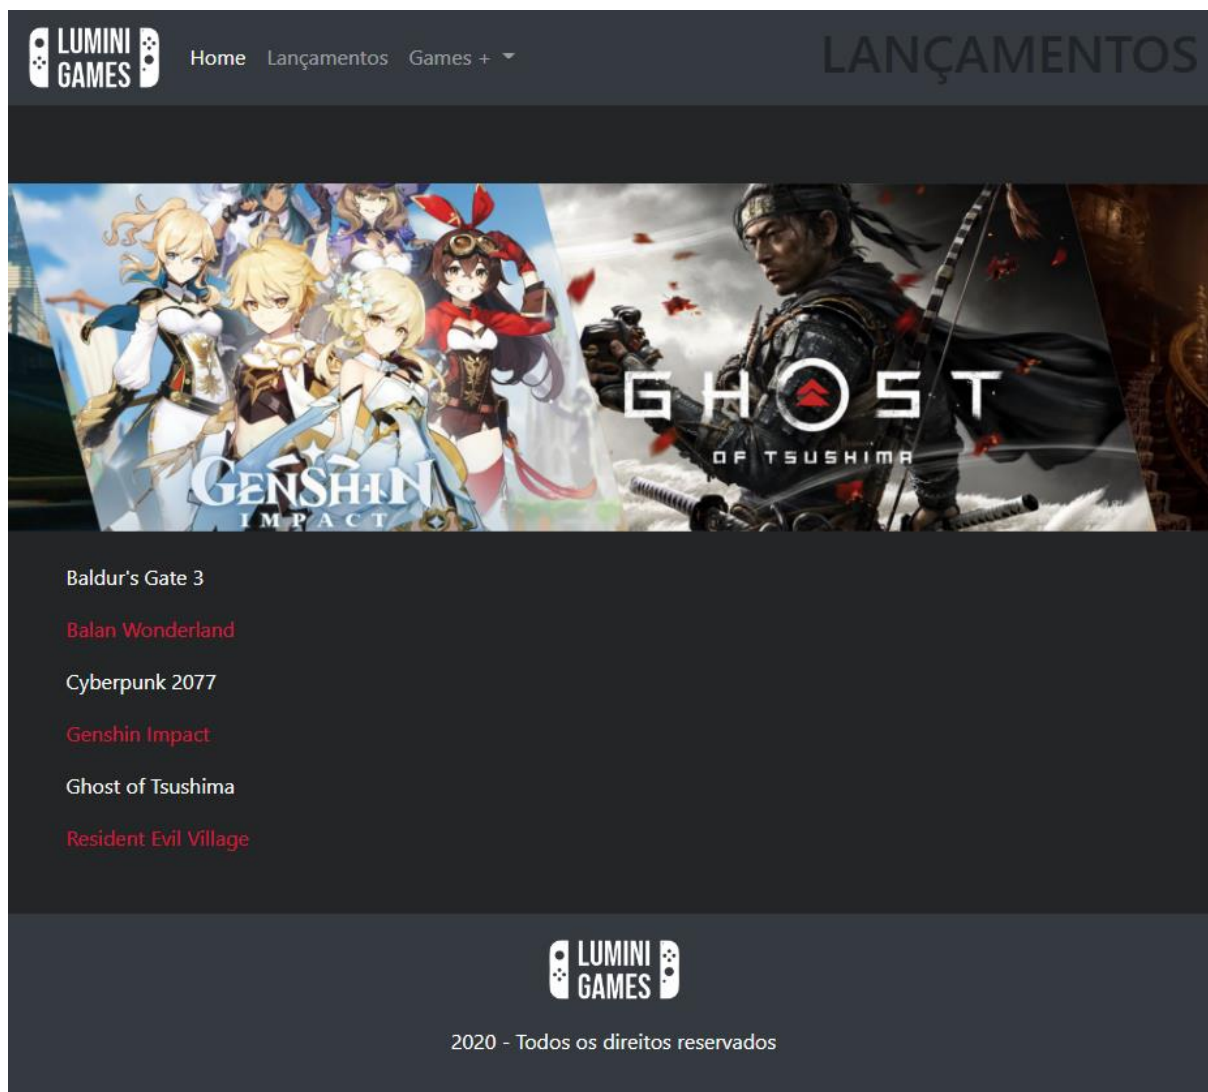 LUMINI
GAMES
Home Lançamentos Games +
LANÇAMENTOS
GENSHIN
IMPACT
GHOST
OF TSUSHIMA
Baldur's Gate 3
Balan Wonderland
Cyberpunk 2077
Genshin Impact
Ghost of Tsushima
Resident Evil Village
LUMINI
GAMES
2020 - Todos os direitos reservados